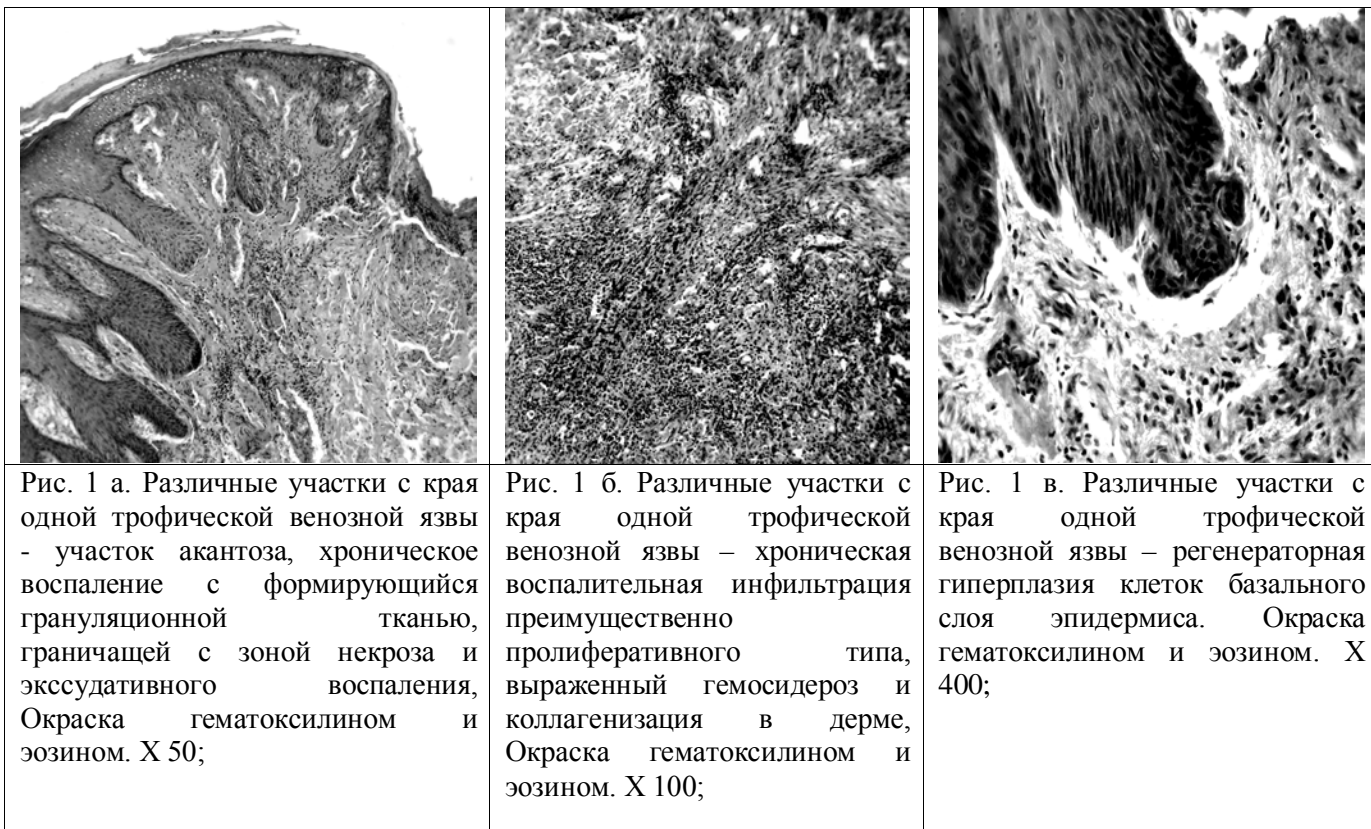 Рис. 1 а. Различные участки с края
одной трофической венозной язвы
- участок акантоза, хроническое
воспаление с формирующийся
грануляционной тканью,
граничащей с зоной некроза и
экссудативного воспаления,
Окраска гематоксилином и
эозином. Х 50;
Рис. 1 б. Различные участки с
края одной трофической
венозной язвы – хроническая
воспалительная инфильтрация
преимущественно
пролиферативного типа,
выраженный гемосидероз и
коллагенизация в дерме,
Окраска гематоксилином и
эозином. Х 100;
Рис. 1 в. Различные участки с
края одной трофической
венозной язвы – регенераторная
гиперплазия клеток базального
слоя эпидермиса. Окраска
гематоксилином и эозином. Х
400;